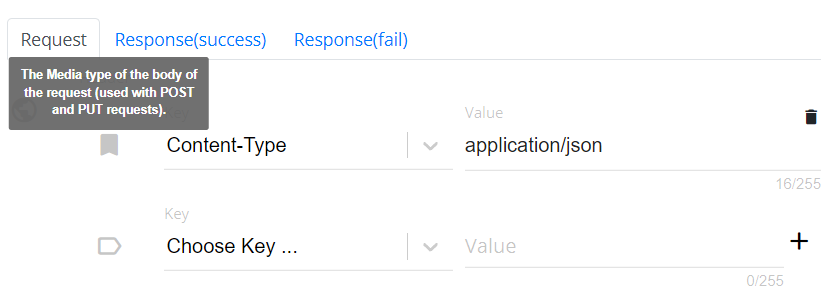 Request Response(success) Response(fail)
The Media type of the body of
the request (used with POST
and PUT requests).
Value
Content-Type application/json
16/255
Key
Choose Key ... Value
0/255